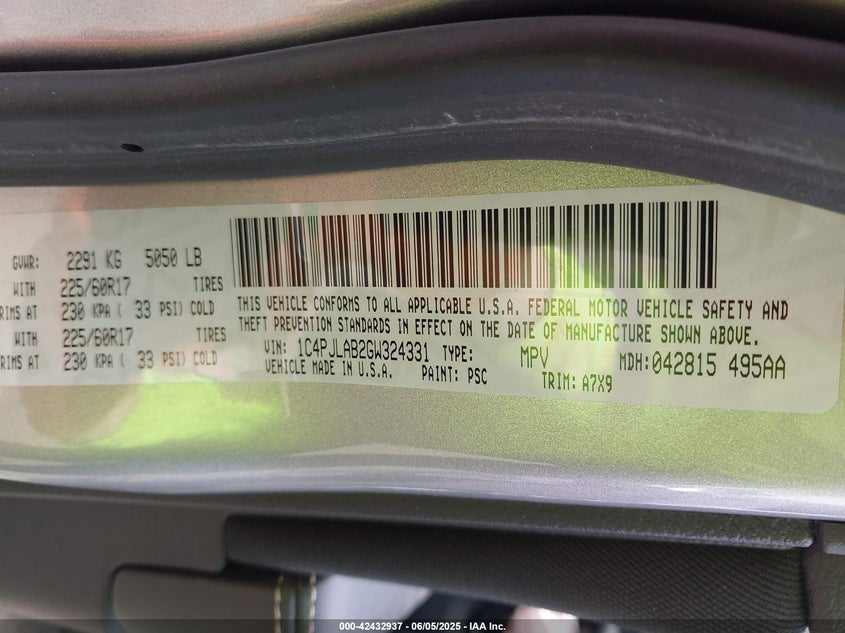 GVWR: 2291 KG 5050 LB
WITH 225/60R17 TIRES
RIMS AT 230 KPA ( 33 PSI) COLD
WITH 225/60R17 TIRES
RIMS AT 230 KPA ( 33 PSI) COLD
THIS VEHICLE CONFORMS TO ALL APPLICABLE U.S.A. FEDERAL MOTOR VEHICLE SAFETY AND
THEFT PREVENTION STANDARDS IN EFFECT ON THE DATE OF MANUFACTURE SHOWN ABOVE.
VIN: 1C4PJLAB2GW324331 TYPE: MPV MDH:042815 495AA
VEHICLE MADE IN U.S.A. PAINT: PSC TRIM: A7X9
000-42432937 - 06/05/2025 - IAA Inc.